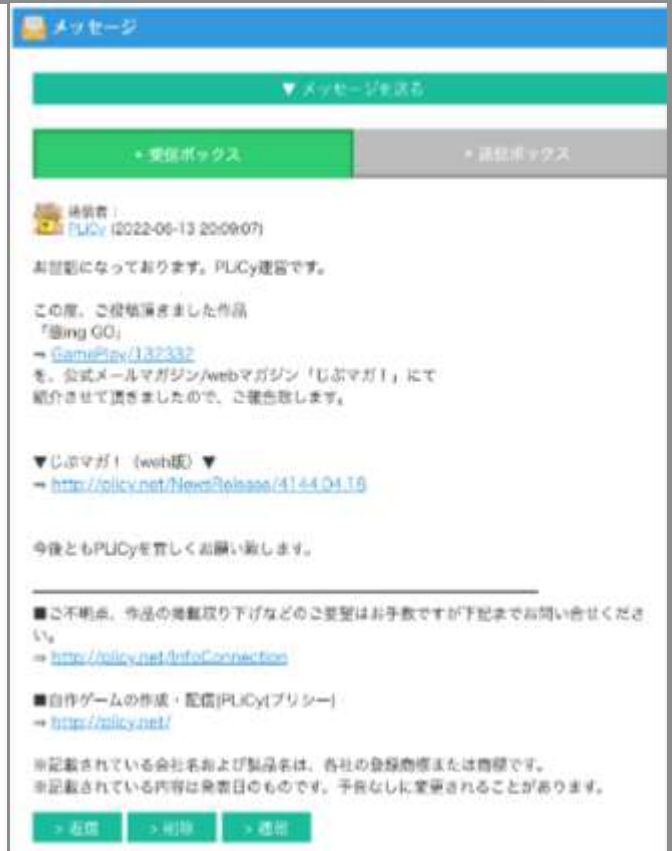 メッセージ
▼ メッセージを送る
+ 受信ボックス
+ 送信ボックス
送信者：
PLiCy (2022-06-13 20:09:07)
お世話になっております。PLiCy運営です。
この度、ご投稿頂きました作品
ing GO」
⇒ GamePlay/132332
を、公式メールマガジン/webマガジン「じぶマガ！」にて
紹介させて頂きましたので、ご報告致します。
▼じぶマガ！（web版）▼
⇒ http://plicy.net/NewsRelease/4144,04,18
今後ともPLiCyを宜しくお願い致します。
■ご不明点、作品の掲載取り下げなどのご要望はお手数ですが下記までお問い合せくださ
い。
⇒ http://plicy.net/InfoConnection
■自作ゲームの作成・配信|PLiCy(プリシー)
⇒ http://plicy.net/
※記載されている会社名および製品名は、各社の登録商標または商標です。
※記載されている内容は発表日のものです。予告なしに変更されることがあります。
> 返信
> 削除
> 通報